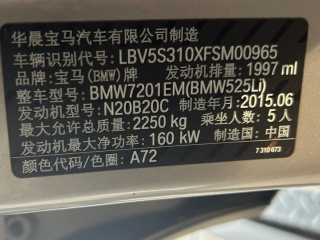 华晨宝马汽车有限公司制造
车辆识别代号: LBV5S310XFSM00965
品牌: 宝马(BMW)牌 发动机排量: 1997 ml
整车型号: BMW7201EM(BMW525Li)
发动机型号: N20B20C 制造年月: 2015.06
最大允许总质量: 2250 kg 乘坐人数: 5人
发动机最大净功率: 160 kW 制造国: 中国
颜色代号/色圈: A72
7 310 673